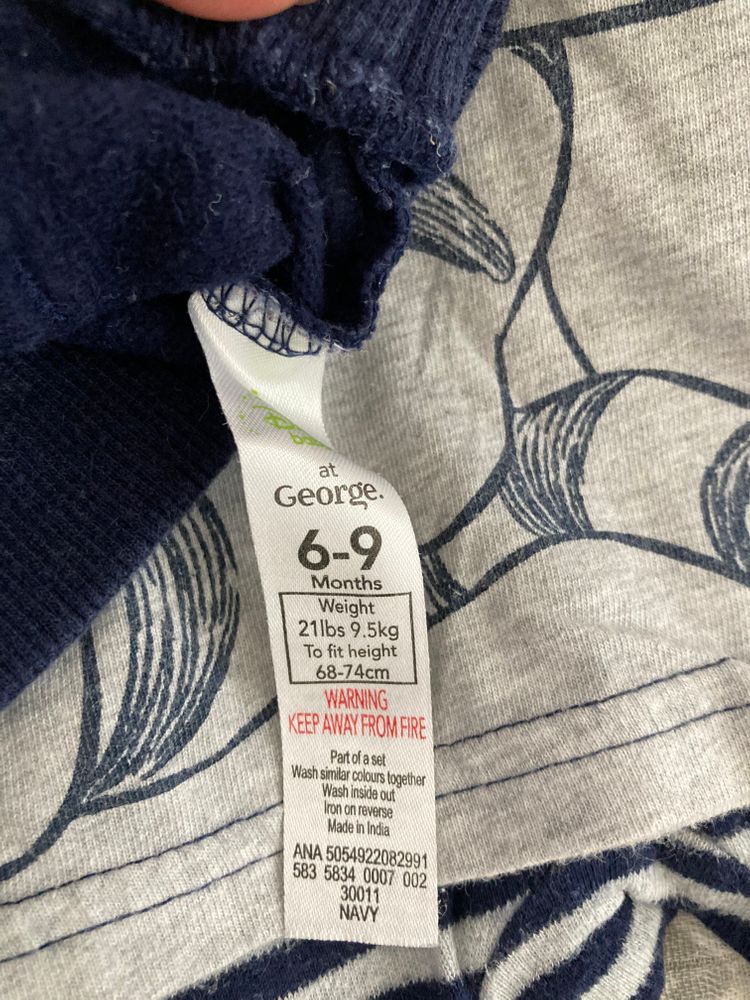 at
George.
6-9
Months
Weight
21lbs 9.5kg
To fit height
68-74cm
WARNING
KEEP AWAY FROM FIRE
Part of a set
Wash similar colours together
Wash inside out
Iron on reverse
Made in India
ANA 5054922082991
583 5834 0007 002
30011
NAVY